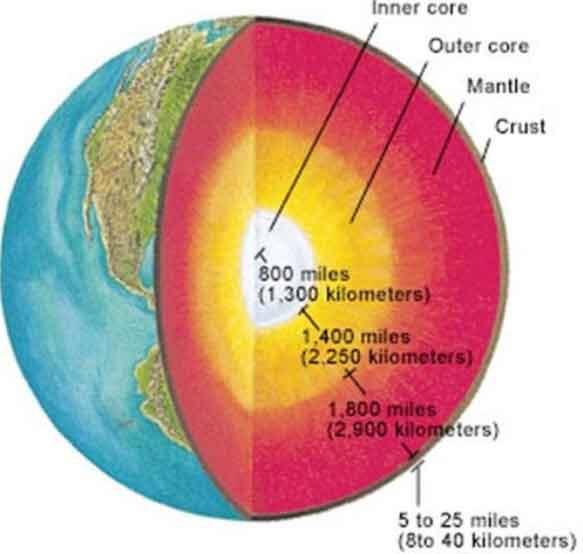 Inner core
Outer core
Mantle
Crust
800 miles
(1,300 kilometers)
1,400 miles
(2,250 kilometers)
1,800 miles
(2,900 kilometers)
5 to 25 miles
(8to 40 kilometers)